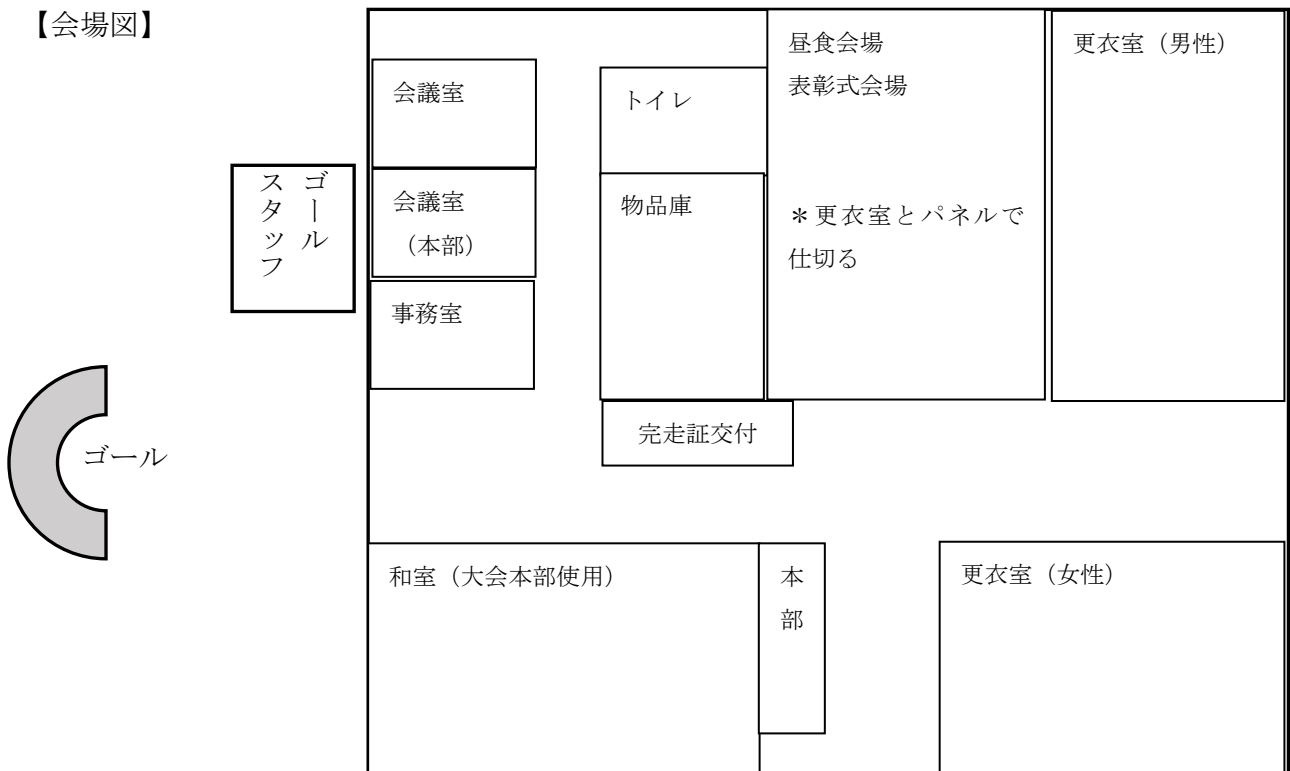 【会場図】
会議室
会議室
（本部）
事務室
ゴール
スタッフ
ゴール
トイレ
物品庫
完走証交付
昼食会場
表彰式会場
＊更衣室とパネルで
仕切る
更衣室（男性）
和室（大会本部使用）
本
部
更衣室（女性）